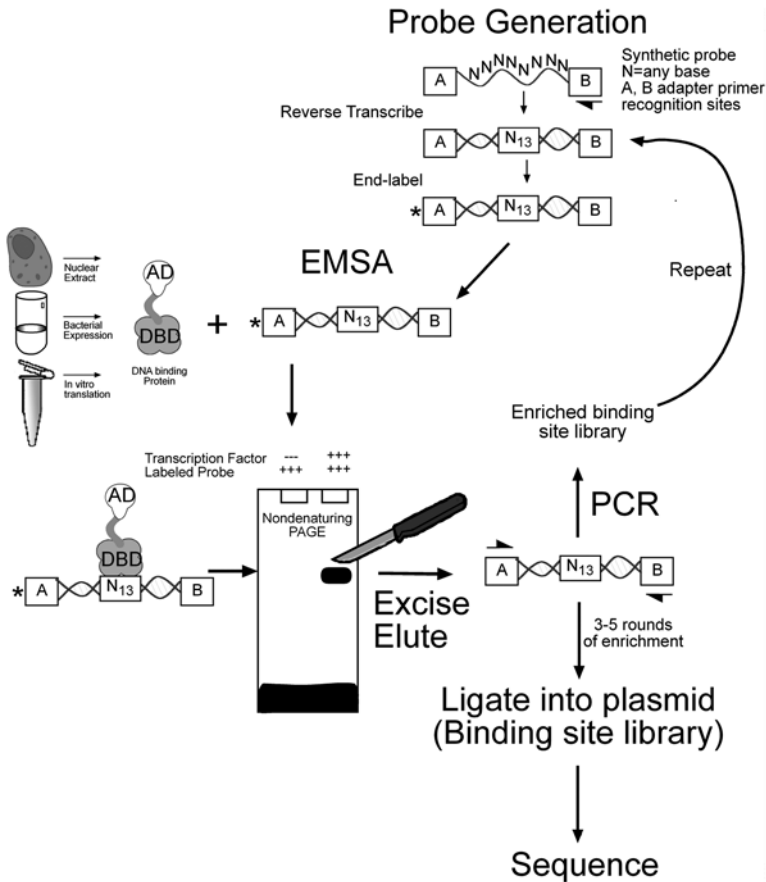 Probe Generation
A
N N N N N N N N
B
Synthetic probe
N=any base
A, B adapter primer
recognition sites
Reverse Transcribe
A
N13
B
End-label
* A
N13
B
Nuclear
Extract
Bacterial
Expression
In vitro
translation
AD
DBD
DNA binding
Protein
+
EMSA
* A
N13
B
Repeat
Enriched binding
site library
Transcription Factor --- +++
Labeled Probe +++ +++
Nondenaturing
PAGE
AD
DBD
* A
N13
B
Excise
Elute
PCR
A
N13
B
3-5 rounds
of enrichment
Ligate into plasmid
(Binding site library)
Sequence